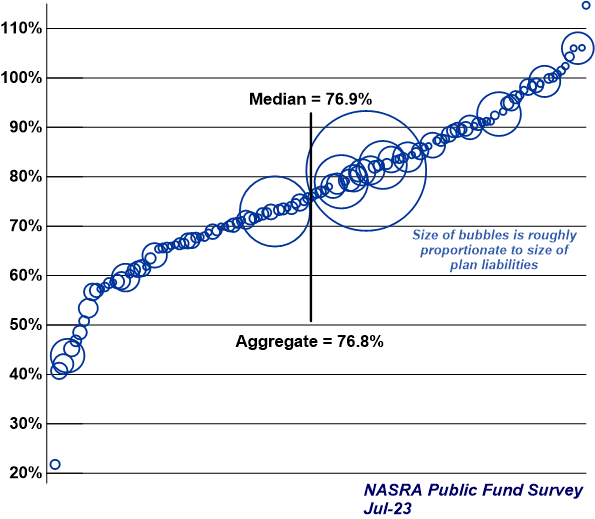 110%
100%
Median = 76.9%
90%
80%
70%
Size of bubbles is roughly
proportionate to size of
plan liabilities
60%
50%
Aggregate = 76.8%
40%
30%
20%
NASRA Public Fund Survey
Jul-23